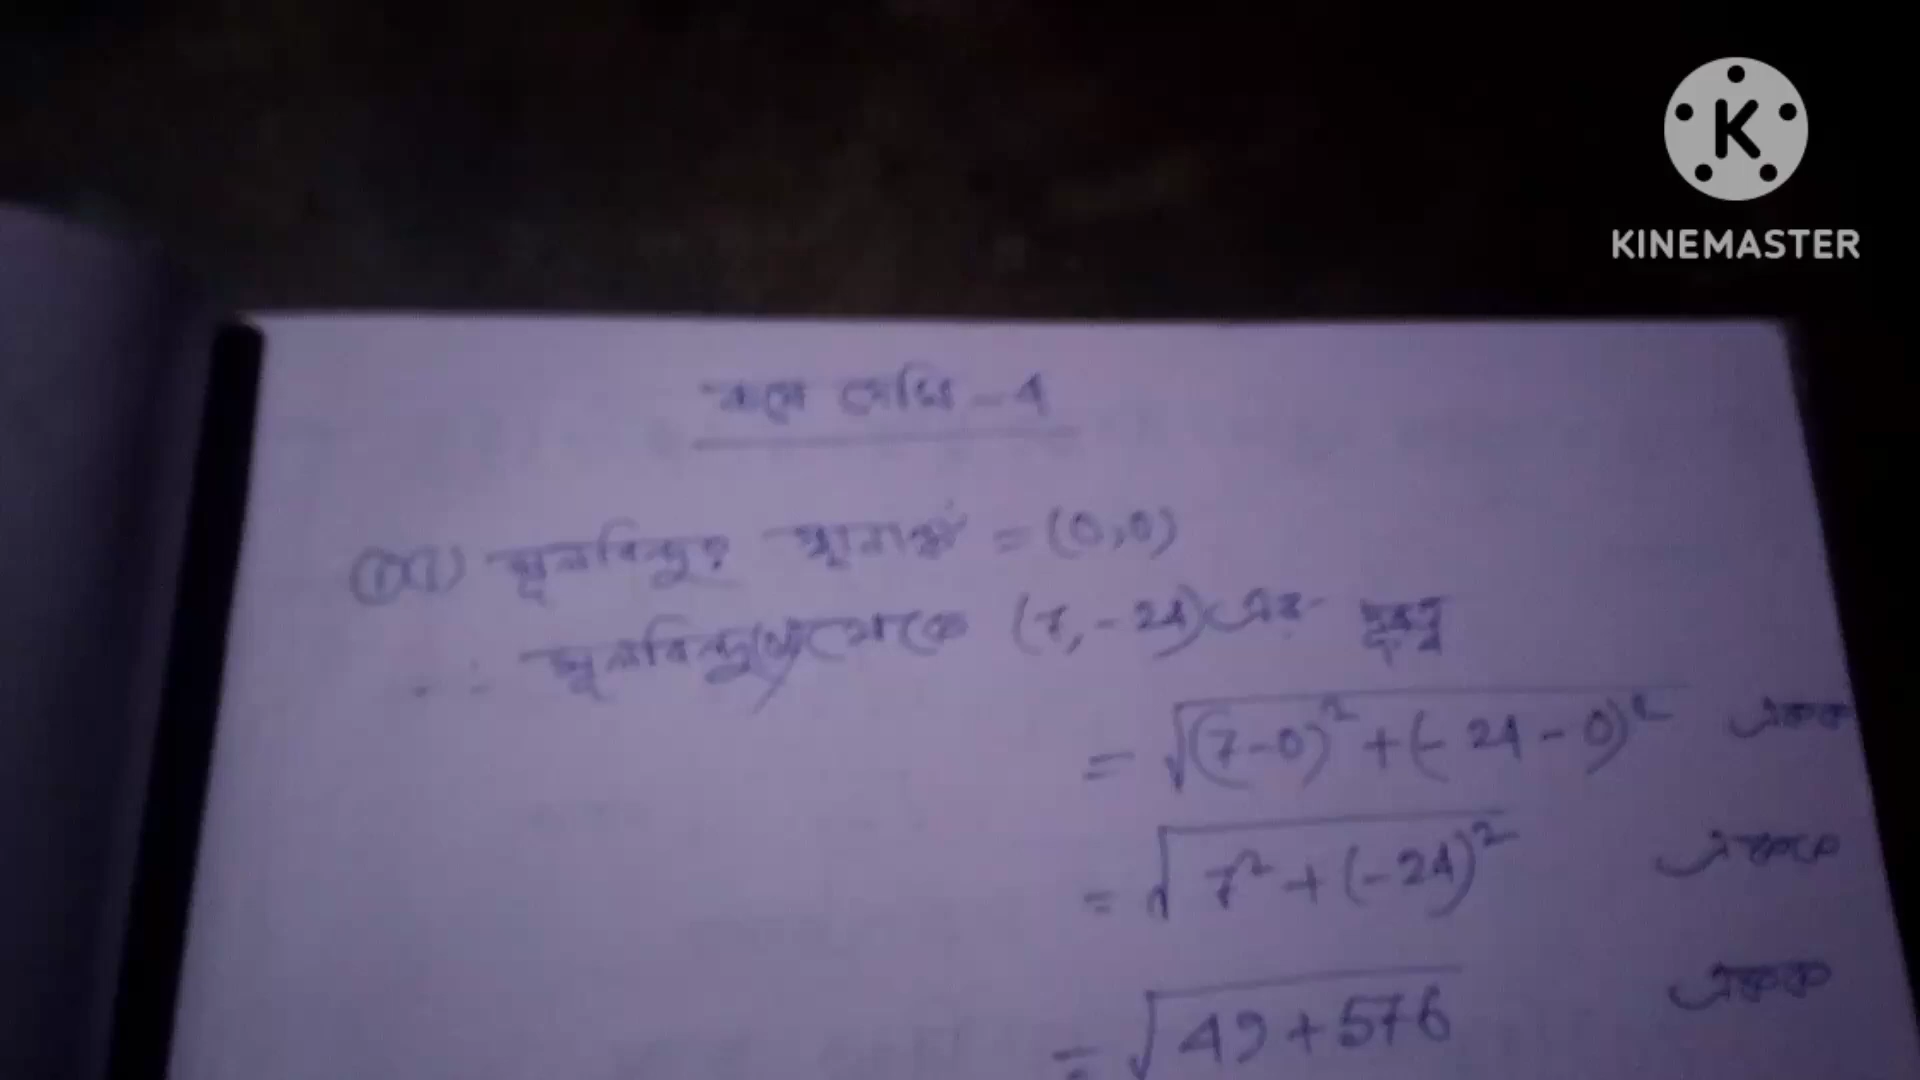 কষে দেখি - 4
মূলবিন্দুর স্থানাঙ্ক = (0,0)
∴ মূলবিন্দু থেকে (7, -24) এর দূরত্ব
= √(7-0)² + (- 24 - 0)² একক
= √7² + (-24)² একক
= √49 + 576 একক
K
KINEMASTER